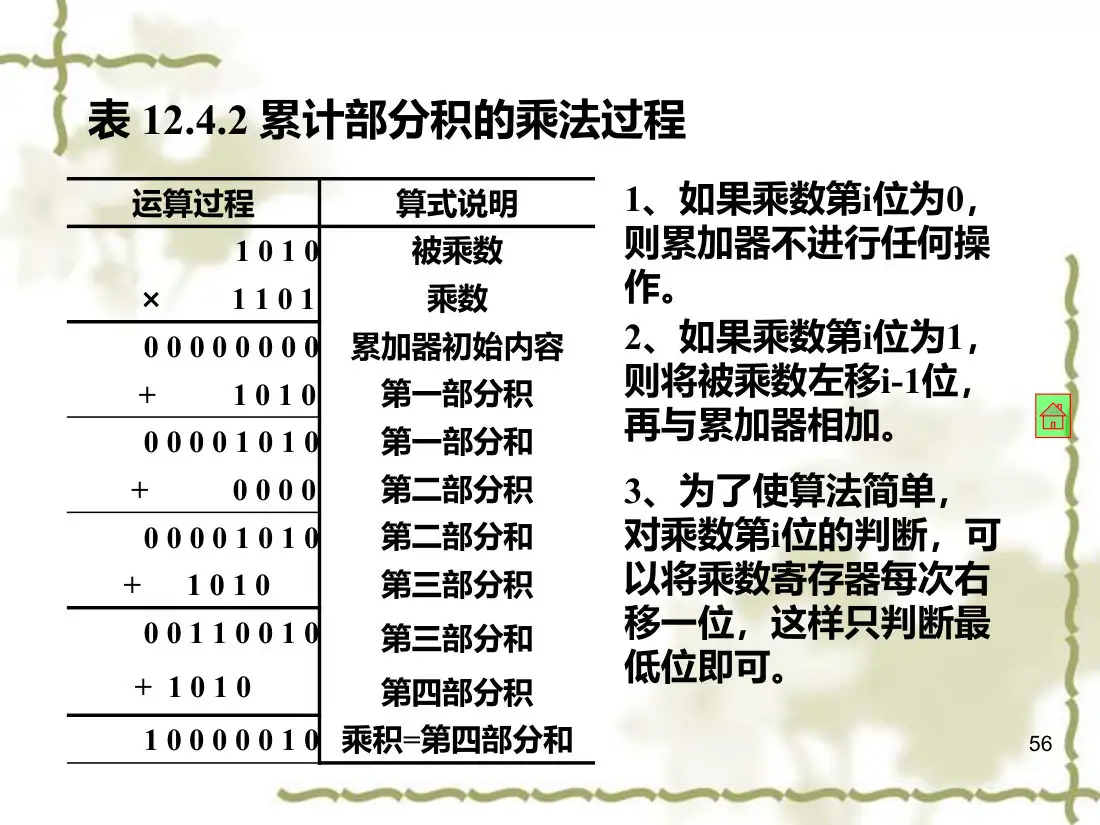 表 12.4.2 累计部分积的乘法过程
运算过程 算式说明
1 0 1 0 被乘数
× 1 1 0 1 乘数
0 0 0 0 0 0 0 0 累加器初始内容
+ 1 0 1 0 第一部分积
0 0 0 0 1 0 1 0 第一部分和
+ 0 0 0 0 第二部分积
0 0 0 0 1 0 1 0 第二部分和
+ 1 0 1 0 第三部分积
0 0 1 1 0 0 1 0 第三部分和
+ 1 0 1 0 第四部分积
1 0 0 0 0 0 1 0 乘积=第四部分和
1、如果乘数第i位为0，
则累加器不进行任何操
作。
2、如果乘数第i位为1，
则将被乘数左移i-1位，
再与累加器相加。
3、为了使算法简单，
对乘数第i位的判断，可
以将乘数寄存器每次右
移一位，这样只判断最
低位即可。
56